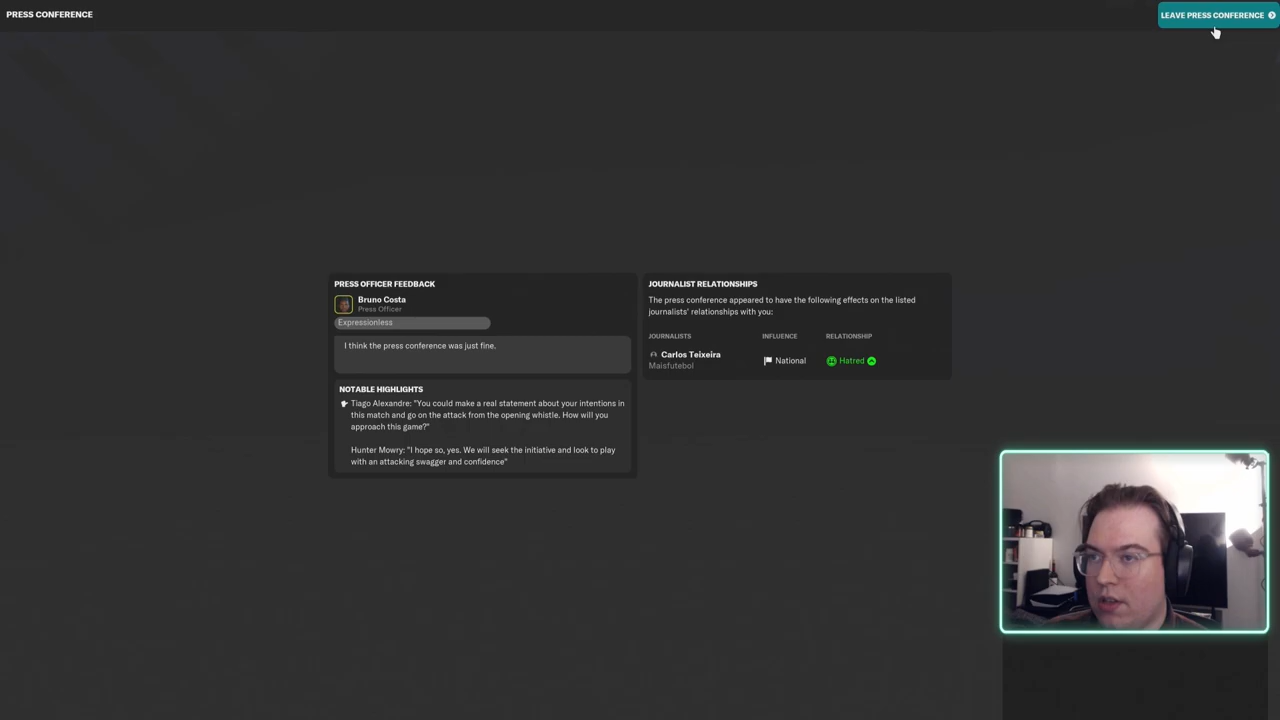 PRESS CONFERENCE
LEAVE PRESS CONFERENCE
PRESS OFFICER FEEDBACK
Bruno Costa
Press Officer
Expressionless
I think the press conference was just fine.
NOTABLE HIGHLIGHTS
Tiago Alexandre: "You could make a real statement about your intentions in
this match and go on the attack from the opening whistle. How will you
approach this game?"
Hunter Mowry: "I hope so, yes. We will seek the initiative and look to play
with an attacking swagger and confidence"
JOURNALIST RELATIONSHIPS
The press conference appeared to have the following effects on the listed
journalists' relationships with you:
JOURNALISTS INFLUENCE RELATIONSHIP
Carlos Teixeira National Hatred
Maisfutebol